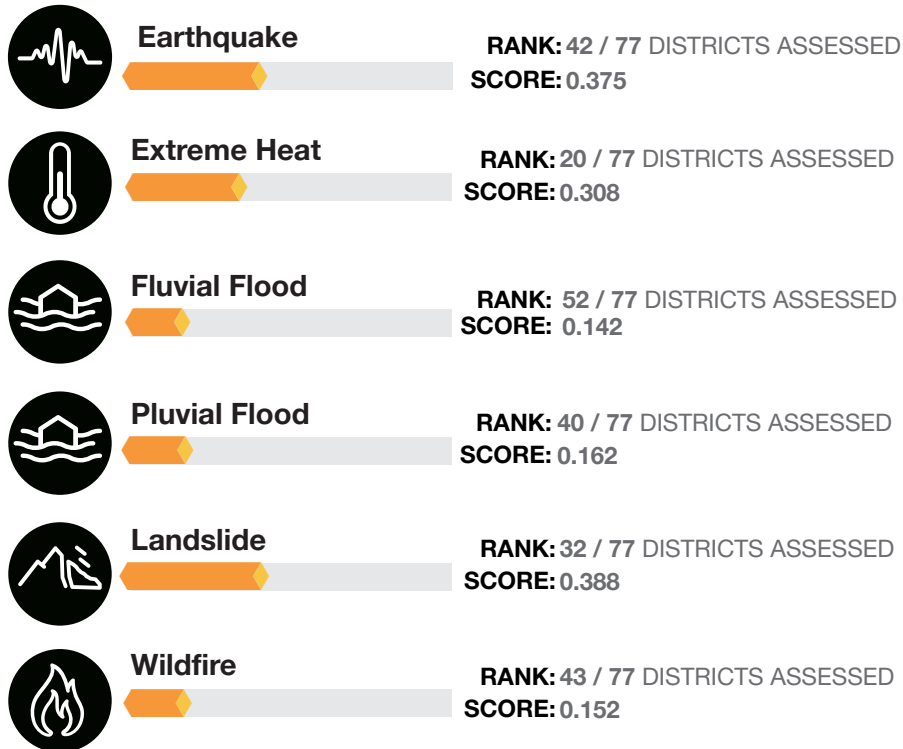 Earthquake
RANK: 42 / 77 DISTRICTS ASSESSED
SCORE: 0.375
Extreme Heat
RANK: 20 / 77 DISTRICTS ASSESSED
SCORE: 0.308
Fluvial Flood
RANK: 52 / 77 DISTRICTS ASSESSED
SCORE: 0.142
Pluvial Flood
RANK: 40 / 77 DISTRICTS ASSESSED
SCORE: 0.162
Landslide
RANK: 32 / 77 DISTRICTS ASSESSED
SCORE: 0.388
Wildfire
RANK: 43 / 77 DISTRICTS ASSESSED
SCORE: 0.152